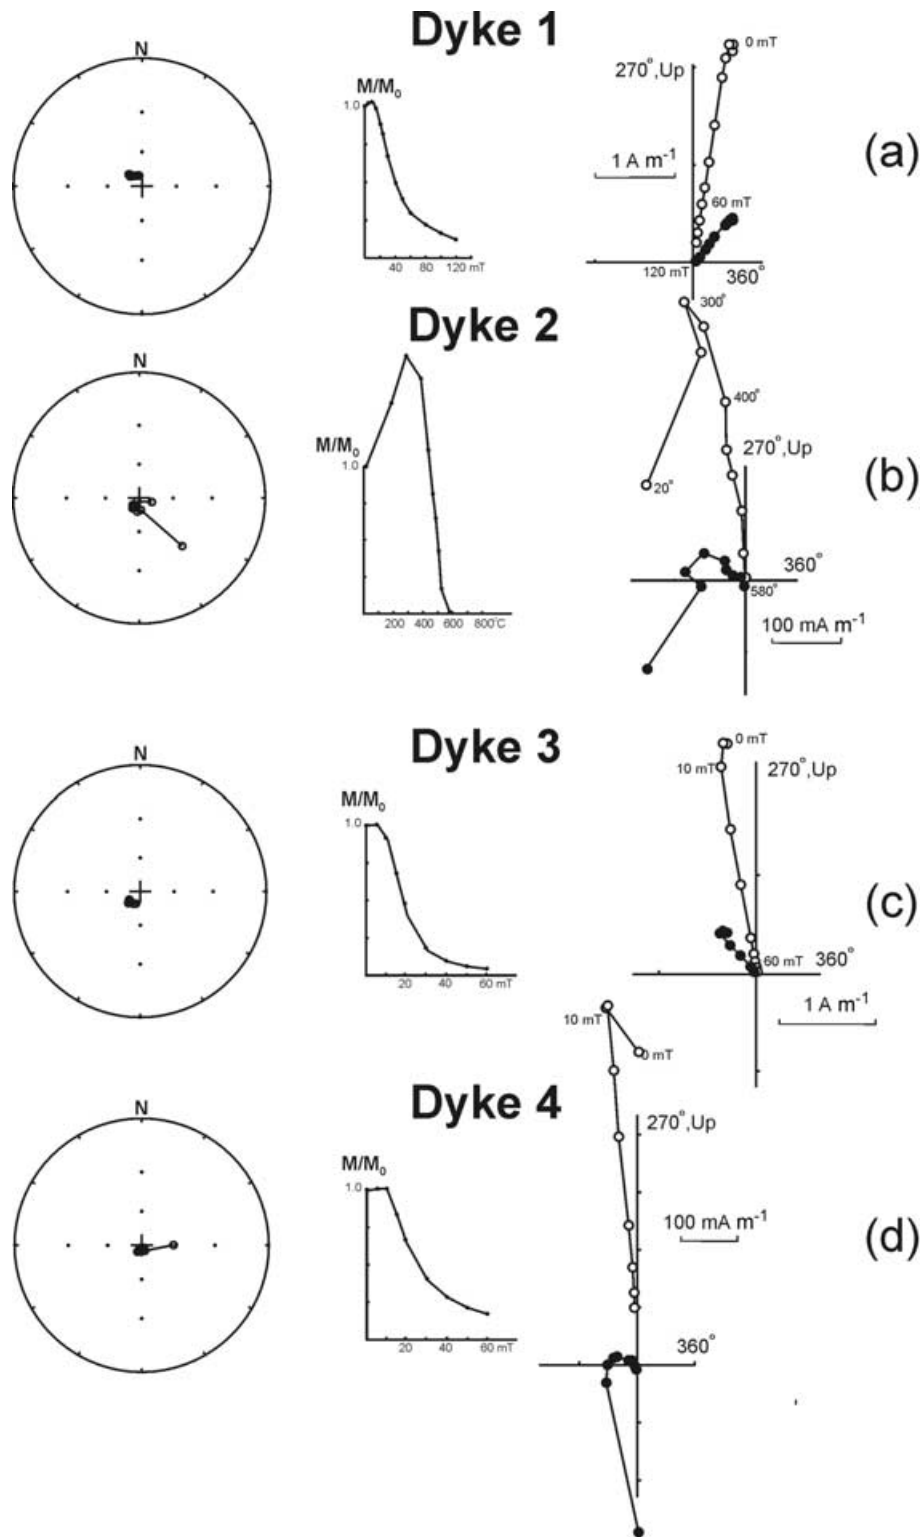 Dyke 1
N
M/M₀
1.0
40 80 120 mT
0 mT
270°,Up
1 A m⁻¹
60 mT
120 mT
360°
(a)
Dyke 2
N
M/M₀
1.0
200 400 600 800°C
300°
400°
270°,Up
20°
360°
580°
100 mA m⁻¹
(b)
Dyke 3
N
M/M₀
1.0
20 40 60 mT
0 mT
10 mT
270°,Up
60 mT
360°
1 A m⁻¹
(c)
Dyke 4
N
M/M₀
1.0
20 40 60 mT
10 mT
0 mT
270°,Up
100 mA m⁻¹
360°
(d)